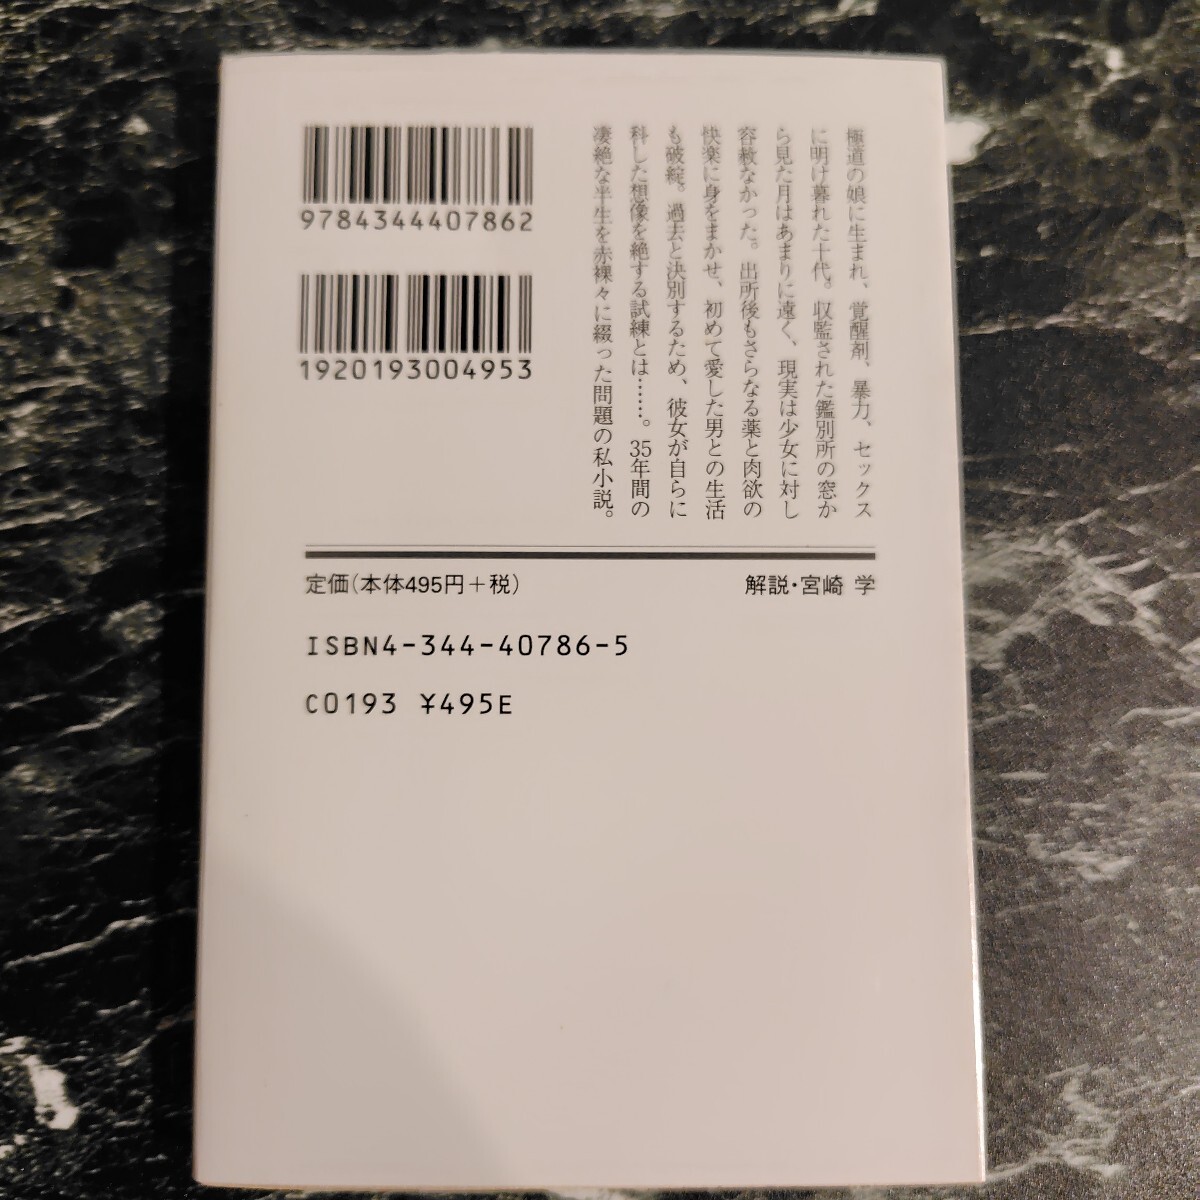 9784344407862
1920193004953
極道の娘に生まれ、覚醒剤、暴力、セックス
に明け暮れた十代。収監された鑑別所の窓か
ら見た月はあまりに遠く、現実は少女に対し
容赦なかった。出所後もさらなる薬と肉欲の
快楽に身をまかせ、初めて愛した男との生活
も破綻。過去と決別するため、彼女が自らに
科した想像を絶する試練とは……。35年間の
凄絶な半生を赤裸々に綴った問題の私小説。
定価(本体495円+税)
解説・宮崎 学
ISBN4-344-40786-5
C0193 ¥495E